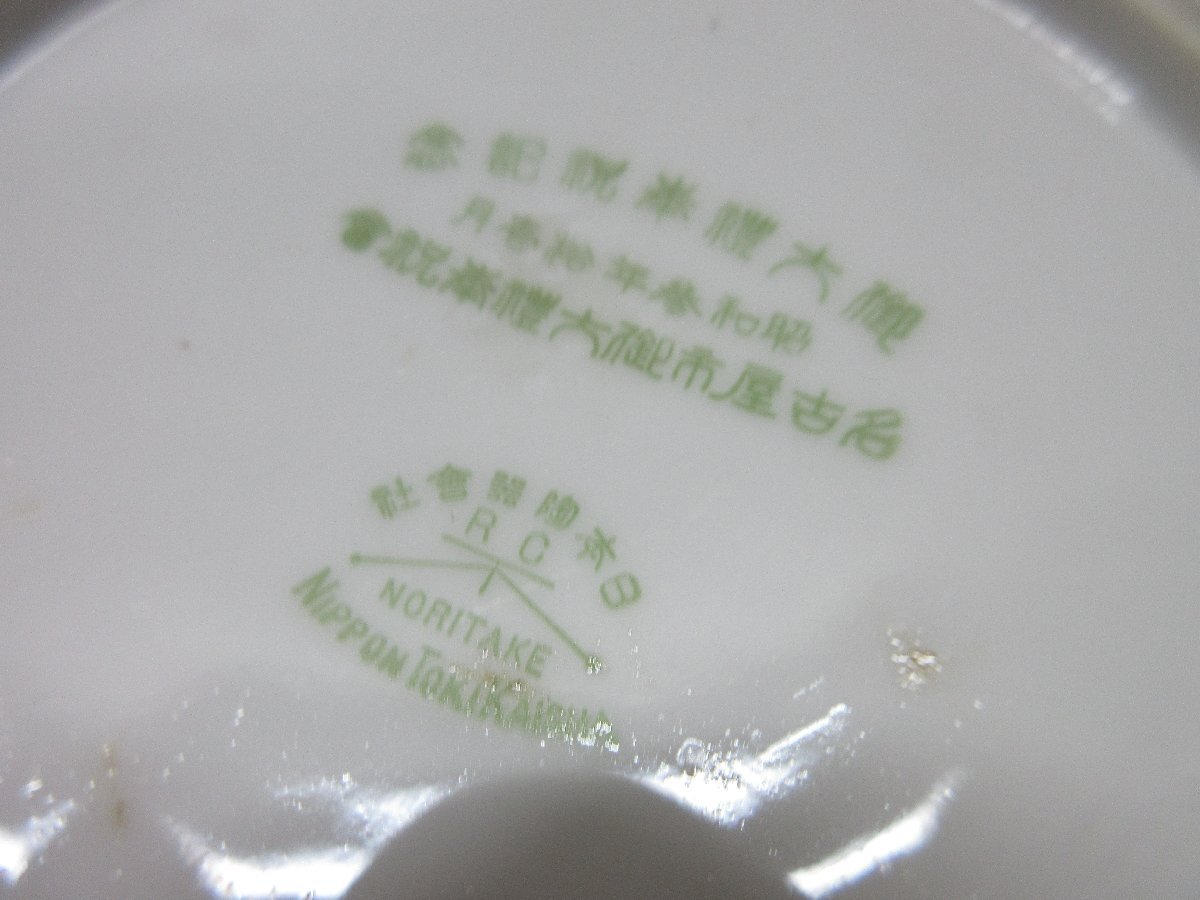 御大禮奉祝記念
昭和參年拾壹月
名古屋市御大禮奉祝會
日本陶器會社
R C
NORITAKE
NIPPON TOKI KAISHA